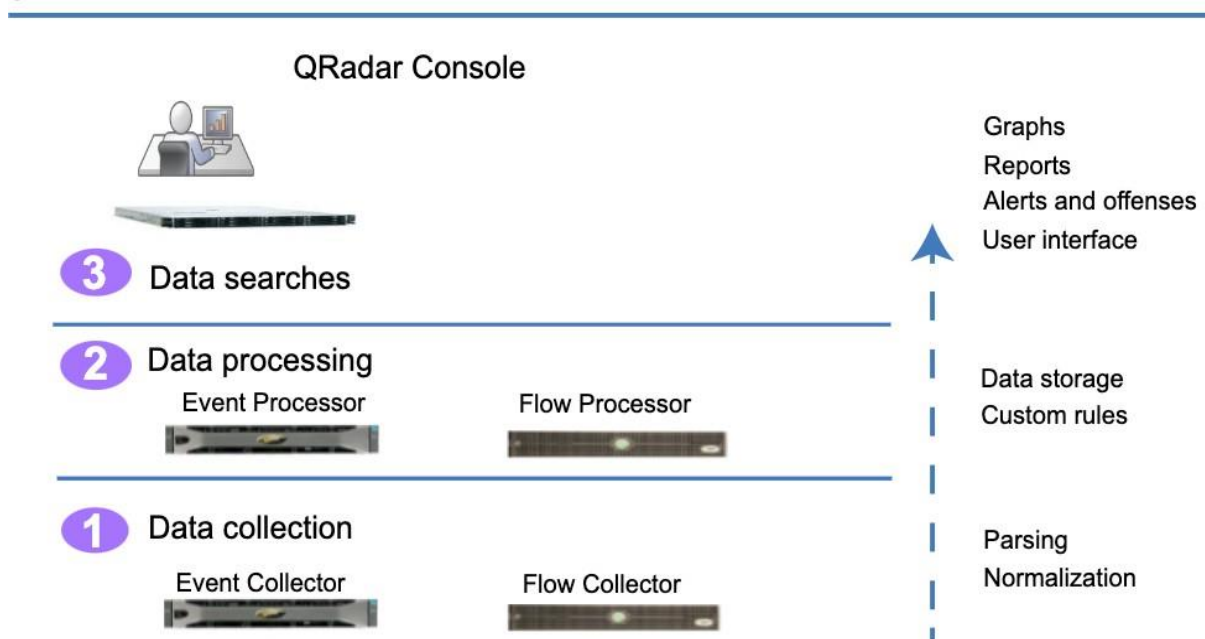 QRadar Console
Graphs
Reports
Alerts and offenses
User interface
3 Data searches
2 Data processing
Event Processor Flow Processor
Data storage
Custom rules
1 Data collection
Event Collector Flow Collector
Parsing
Normalization